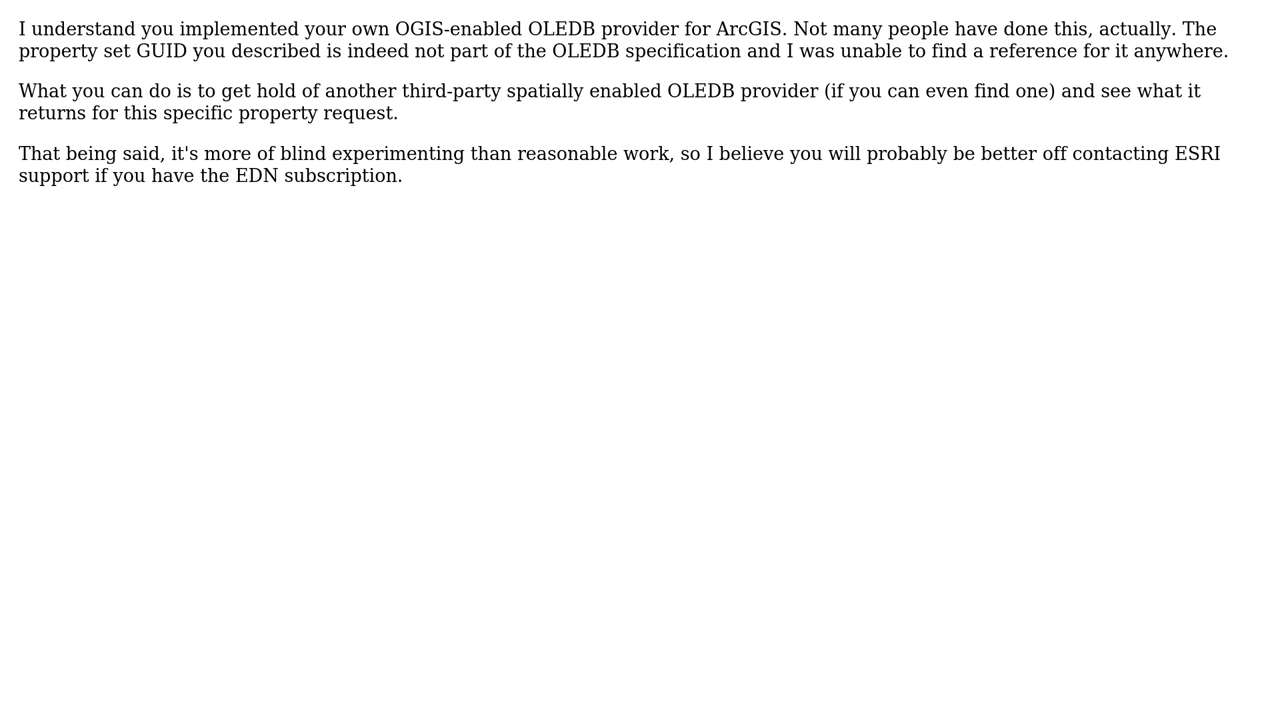 I understand you implemented your own OGIS-enabled OLEDB provider for ArcGIS. Not many people have done this, actually. The
property set GUID you described is indeed not part of the OLEDB specification and I was unable to find a reference for it anywhere.
What you can do is to get hold of another third-party spatially enabled OLEDB provider (if you can even find one) and see what it
returns for this specific property request.
That being said, it's more of blind experimenting than reasonable work, so I believe you will probably be better off contacting ESRI
support if you have the EDN subscription.